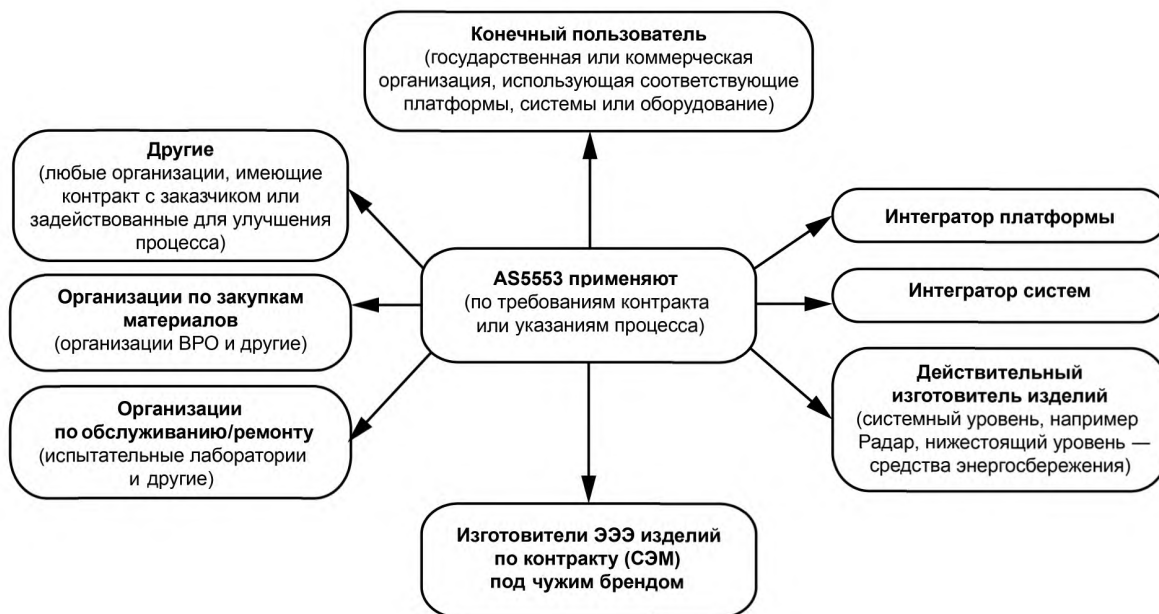 Конечный пользователь
(государственная или коммерческая
организация, использующая соответствующие
платформы, системы или оборудование)
Другие
(любые организации, имеющие
контракт с заказчиком или
задействованные для улучшения
процесса)
Организации по закупкам
материалов
(организации ВРО и другие)
Организации
по обслуживанию/ремонту
(испытательные лаборатории
и другие)
AS5553 применяют
(по требованиям контракта
или указаниям процесса)
Интегратор платформы
Интегратор систем
Действительный
изготовитель изделий
(системный уровень, например
Радар, нижестоящий уровень —
средства энергосбережения)
Изготовители ЭЭЭ изделий
по контракту (СЭМ)
под чужим брендом